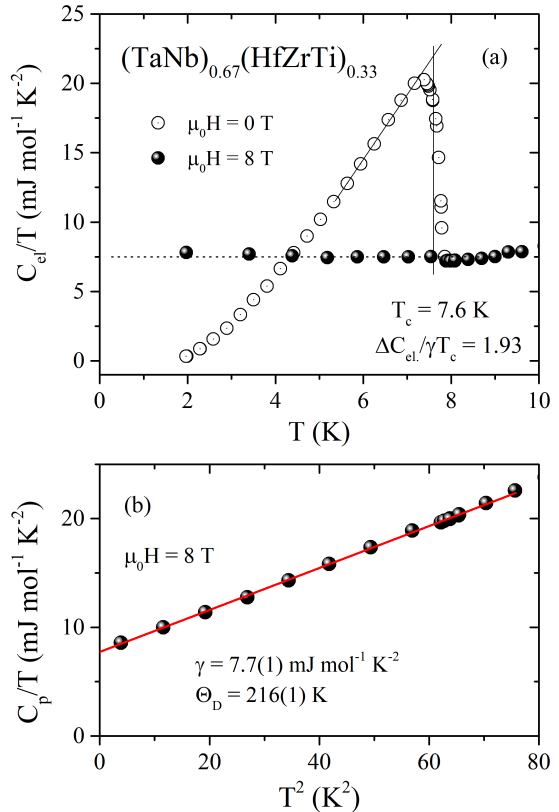 (TaNb)0.67(HfZrTi)0.33
(a)
μ0H = 0 T
μ0H = 8 T
Tc = 7.6 K
ΔCel./γTc = 1.93
Cel/T (mJ mol-1 K-2)
25
20
15
10
5
0
0 2 4 6 8 10
T (K)
(b)
μ0H = 8 T
γ = 7.7(1) mJ mol-1 K-2
ΘD = 216(1) K
Cp/T (mJ mol-1 K-2)
20
10
0
0 20 40 60 80
T2 (K2)